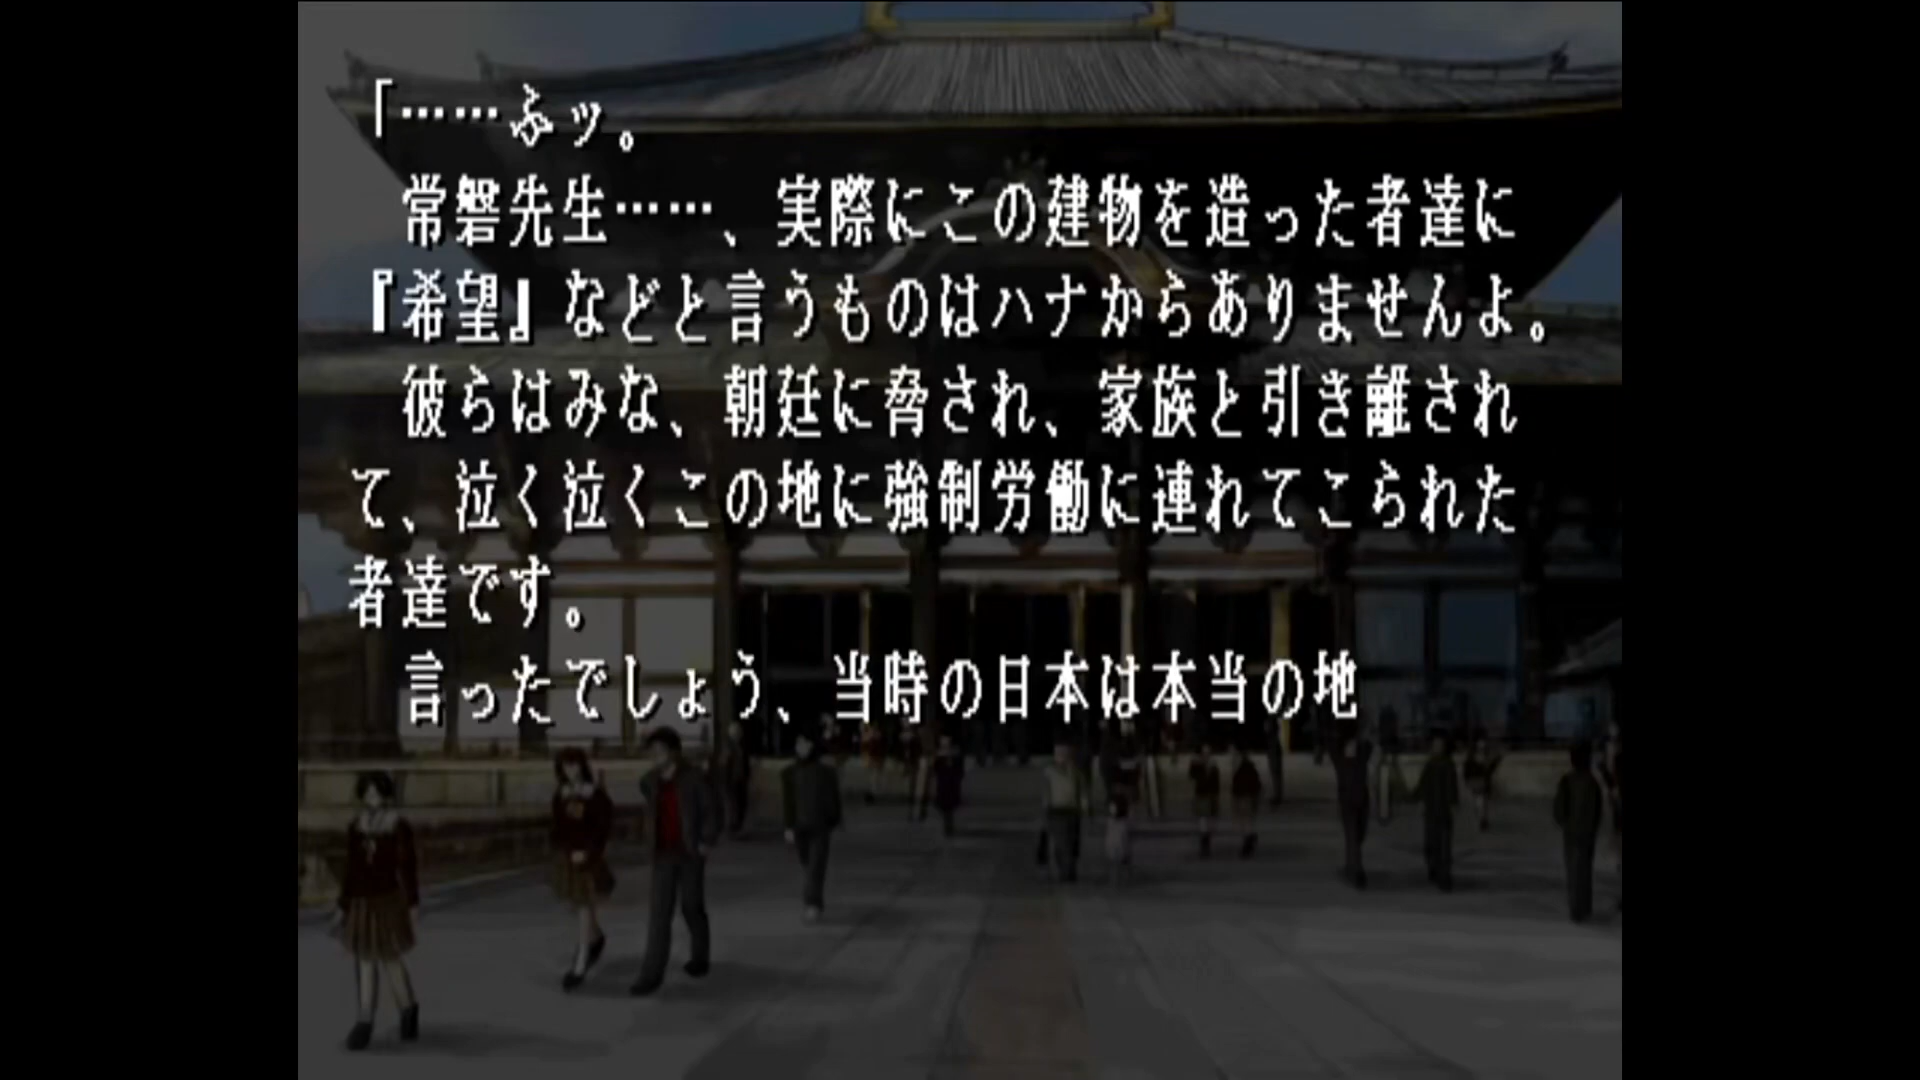 「……ふッ。
常磐先生……、実際にこの建物を造った者達に
『希望』などと言うものはハナからありませんよ。
彼らはみな、朝廷に脅され、家族と引き離され
て、泣く泣くこの地に強制労働に連れてこられた
者達です。
言ったでしょう、当時の日本は本当の地